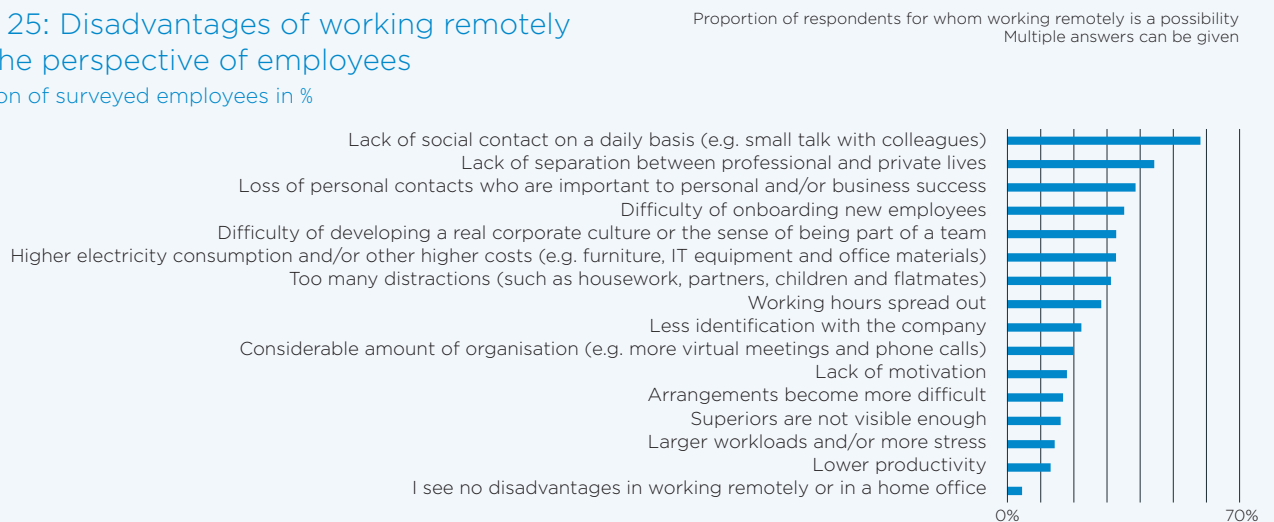 25: Disadvantages of working remotely
he perspective of employees
on of surveyed employees in %
Proportion of respondents for whom working remotely is a possibility
Multiple answers can be given
Lack of social contact on a daily basis (e.g. small talk with colleagues)
Lack of separation between professional and private lives
Loss of personal contacts who are important to personal and/or business success
Difficulty of onboarding new employees
Difficulty of developing a real corporate culture or the sense of being part of a team
Higher electricity consumption and/or other higher costs (e.g. furniture, IT equipment and office materials)
Too many distractions (such as housework, partners, children and flatmates)
Working hours spread out
Less identification with the company
Considerable amount of organisation (e.g. more virtual meetings and phone calls)
Lack of motivation
Arrangements become more difficult
Superiors are not visible enough
Larger workloads and/or more stress
Lower productivity
I see no disadvantages in working remotely or in a home office
0% 70%